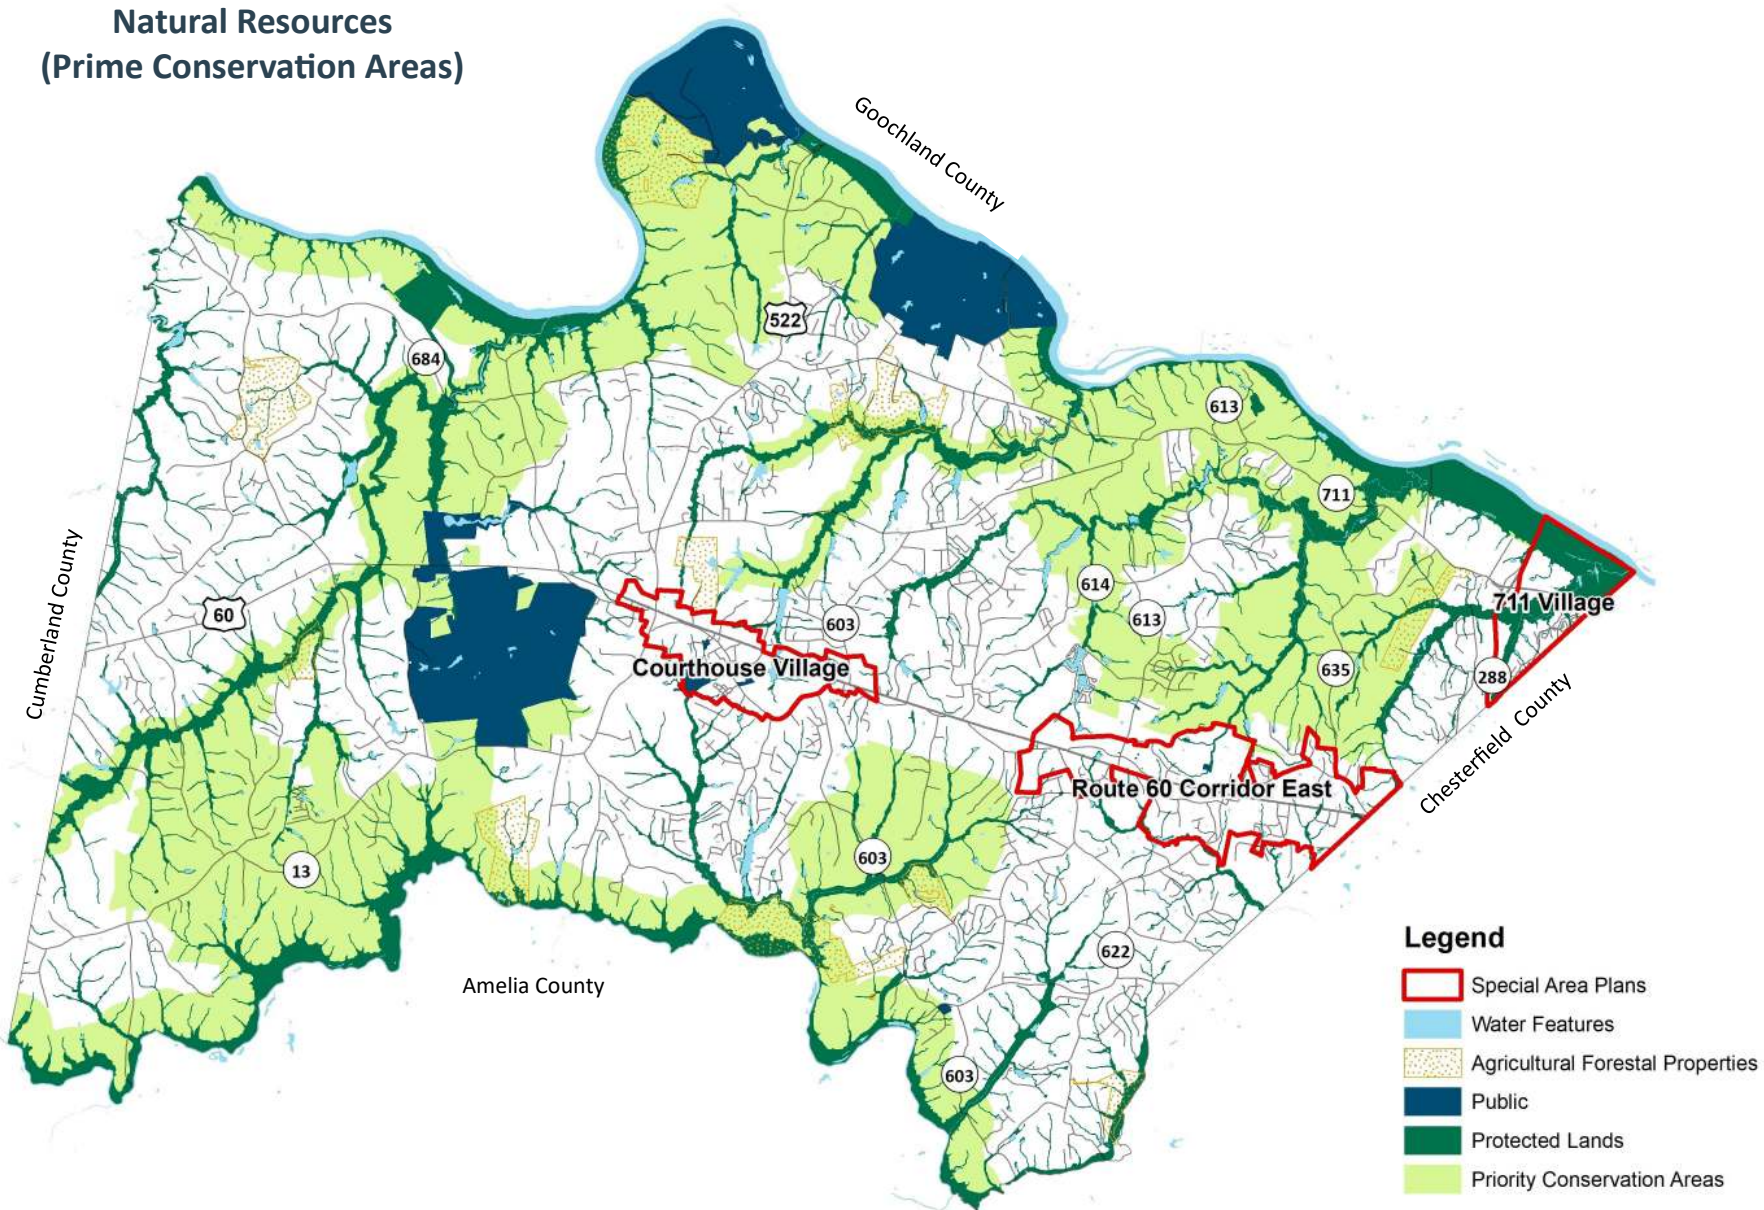 Natural Resources
(Prime Conservation Areas)
Goochland County
522
684
613
711
Cumberland County
60
614
613
603
711 Village
Courthouse Village
635
288
Chesterfield County
Route 60 Corridor East
13
603
622
Amelia County
603
Legend
Special Area Plans
Water Features
Agricultural Forestal Properties
Public
Protected Lands
Priority Conservation Areas